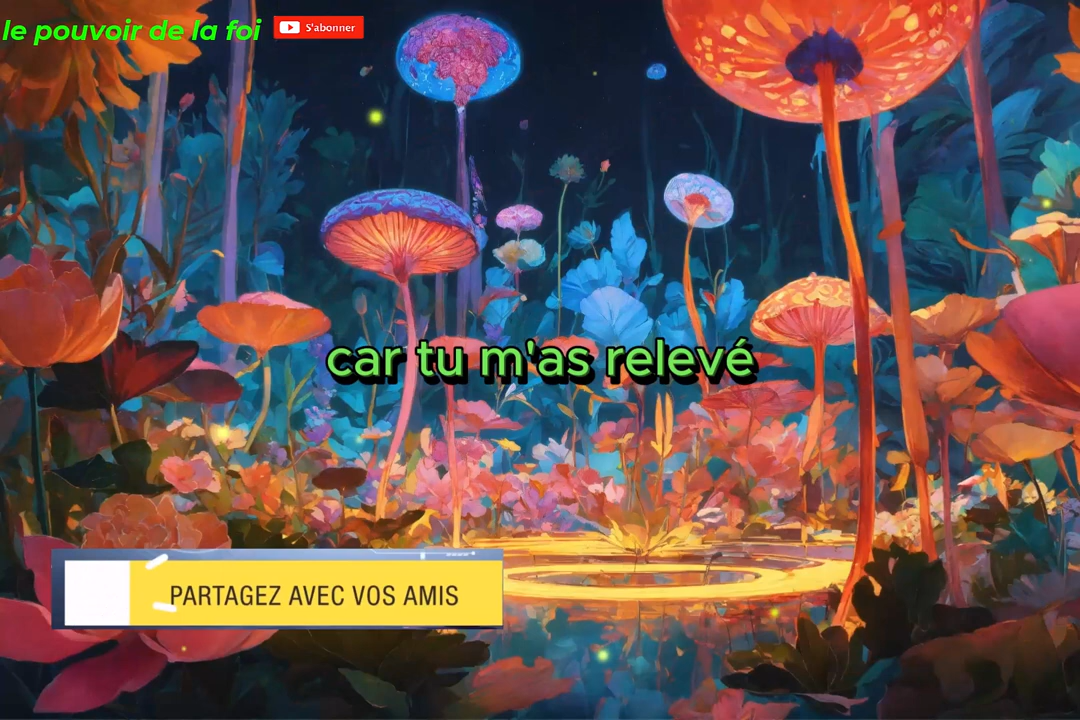 le pouvoir de la foi
S'abonner
car tu m'as relevé
PARTAGEZ AVEC VOS AMIS